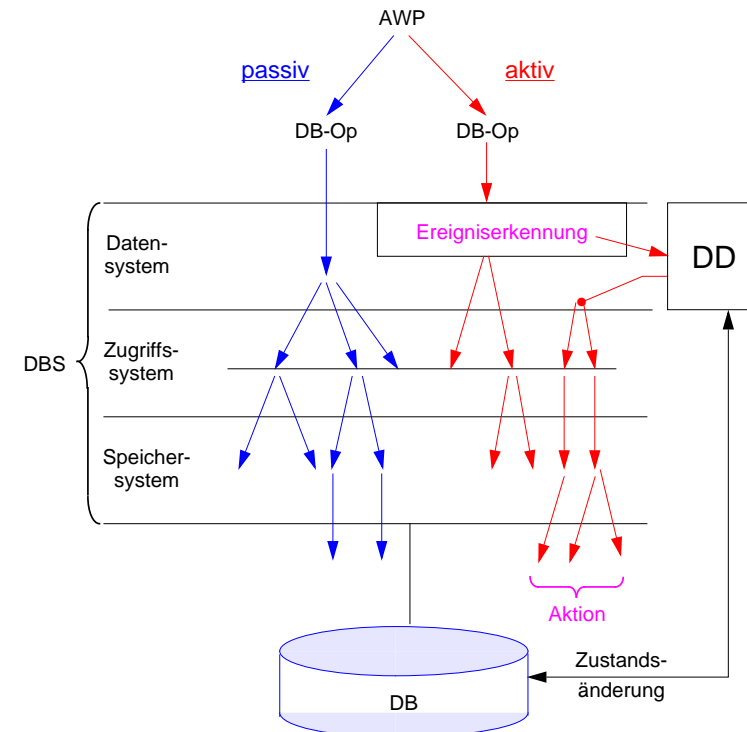 AWP
passiv
aktiv
DB-Op
DB-Op
Daten-
system
Ereigniserkennung
DD
DBS
Zugriffs-
system
Speicher-
system
Aktion
Zustands-
änderung
DB